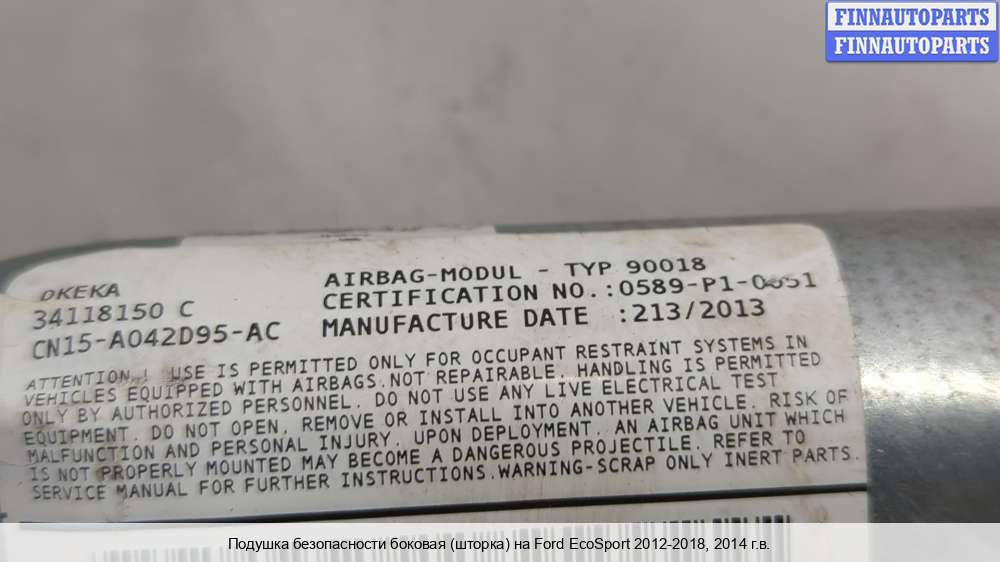 FINNAUTOPARTS
FINNAUTOPARTS
DKEKA
34118150 C
CN15-A042D95-AC
AIRBAG-MODUL - TYP 90018
CERTIFICATION NO.:0589-P1-0051
MANUFACTURE DATE :213/2013
ATTENTION ! USE IS PERMITTED ONLY FOR OCCUPANT RESTRAINT SYSTEMS IN
VEHICLES EQUIPPED WITH AIRBAGS.NOT REPAIRABLE. HANDLING IS PERMITTED
ONLY BY AUTHORIZED PERSONNEL. DO NOT USE ANY LIVE ELECTRICAL TEST
EQUIPMENT. DO NOT OPEN, REMOVE OR INSTALL INTO ANOTHER VEHICLE. RISK OF
MALFUNCTION AND PERSONAL INJURY. UPON DEPLOYMENT. AN AIRBAG UNIT WHICH
IS NOT PROPERLY MOUNTED MAY BECOME A DANGEROUS PROJECTILE. REFER TO
SERVICE MANUAL FOR FURTHER INSTRUCTIONS.WARNING-SCRAP ONLY INERT PARTS.
Подушка безопасности боковая (шторка) на Ford EcoSport 2012-2018, 2014 г.в.